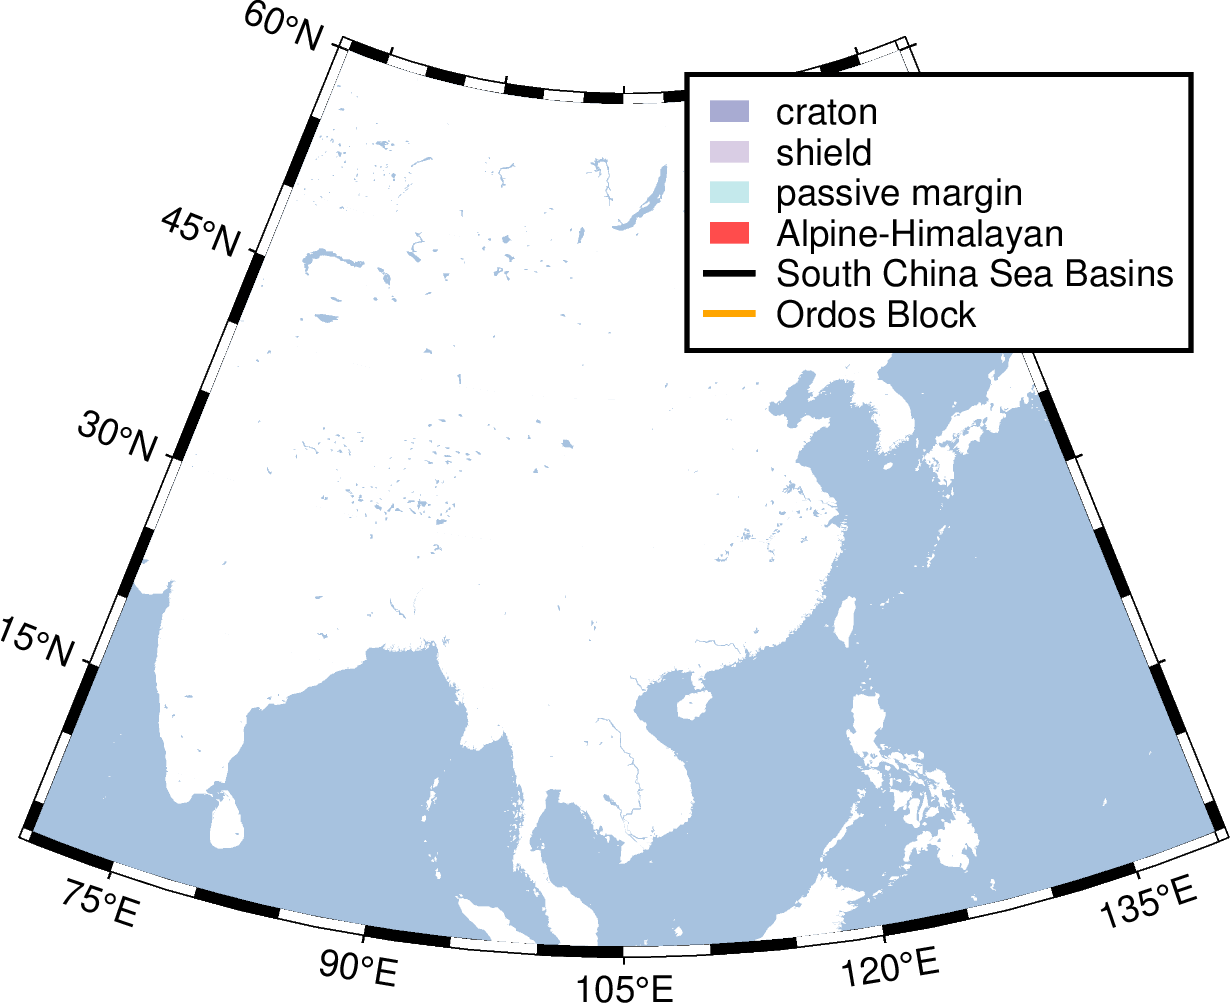 60°N
45°N
30°N
15°N
75°E
90°E
105°E
120°E
135°E
craton
shield
passive margin
Alpine-Himalayan
South China Sea Basins
Ordos Block